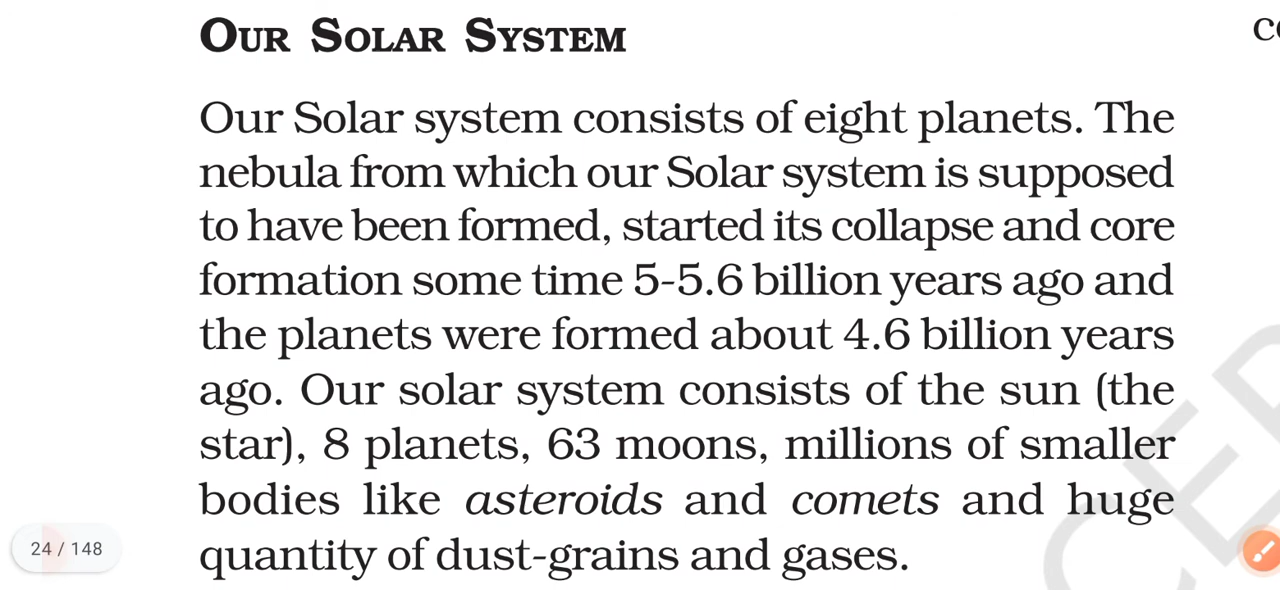 OUR SOLAR SYSTEM
Our Solar system consists of eight planets. The
nebula from which our Solar system is supposed
to have been formed, started its collapse and core
formation some time 5-5.6 billion years ago and
the planets were formed about 4.6 billion years
ago. Our solar system consists of the sun (the
star), 8 planets, 63 moons, millions of smaller
bodies like asteroids and comets and huge
quantity of dust-grains and gases.
24 / 148